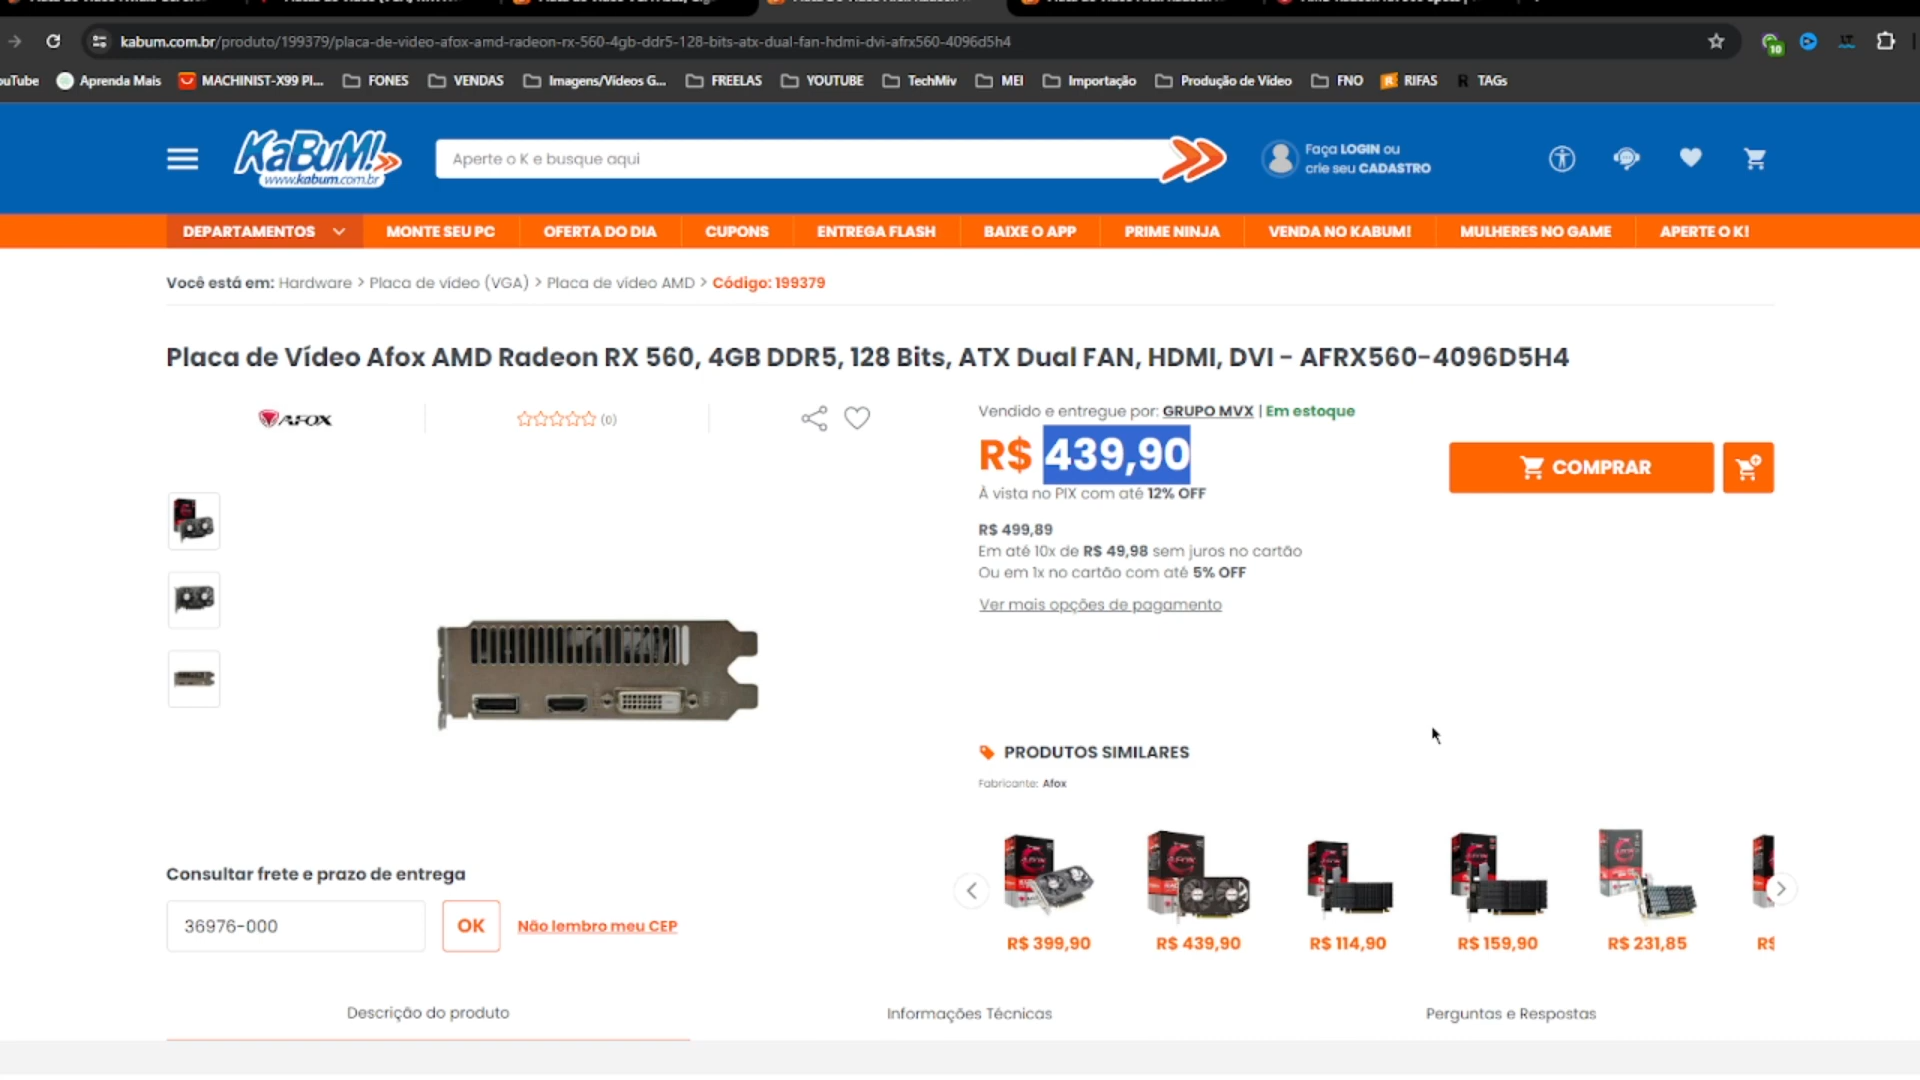 kabum.com.br/produto/199379/placa-de-video-afox-amd-radeon-rx-560-4gb-ddr5-128-bits-atx-dual-fan-hdmi-dvi-afrx560-4096d5h4
10
ouTube Aprenda Mais MACHINIST-X99 Pl... FONES VENDAS Imagens/Vídeos G... FREELAS YOUTUBE TechMiv MEI Importação Produção de Vídeo FNO RIFAS TAGs
KaBuM!
www.kabum.com.br
Aperte o K e busque aqui
Faça LOGIN ou
crie seu CADASTRO
DEPARTAMENTOS MONTE SEU PC OFERTA DO DIA CUPONS ENTREGA FLASH BAIXE O APP PRIME NINJA VENDA NO KABUM! MULHERES NO GAME APERTE O K!
Você está em: Hardware > Placa de vídeo (VGA) > Placa de vídeo AMD > Código: 199379
Placa de Vídeo Afox AMD Radeon RX 560, 4GB DDR5, 128 Bits, ATX Dual FAN, HDMI, DVI - AFRX560-4096D5H4
AFOX
(0)
Vendido e entregue por: GRUPO MVX | Em estoque
R$ 439,90
COMPRAR
À vista no PIX com até 12% OFF
R$ 499,89
Em até 10x de R$ 49,98 sem juros no cartão
Ou em 1x no cartão com até 5% OFF
Ver mais opções de pagamento
PRODUTOS SIMILARES
Fabricante: Afox
R$ 399,90 R$ 439,90 R$ 114,90 R$ 159,90 R$ 231,85 R$
Consultar frete e prazo de entrega
36976-000
OK
Não lembro meu CEP
Descrição do produto Informações Técnicas Perguntas e Respostas